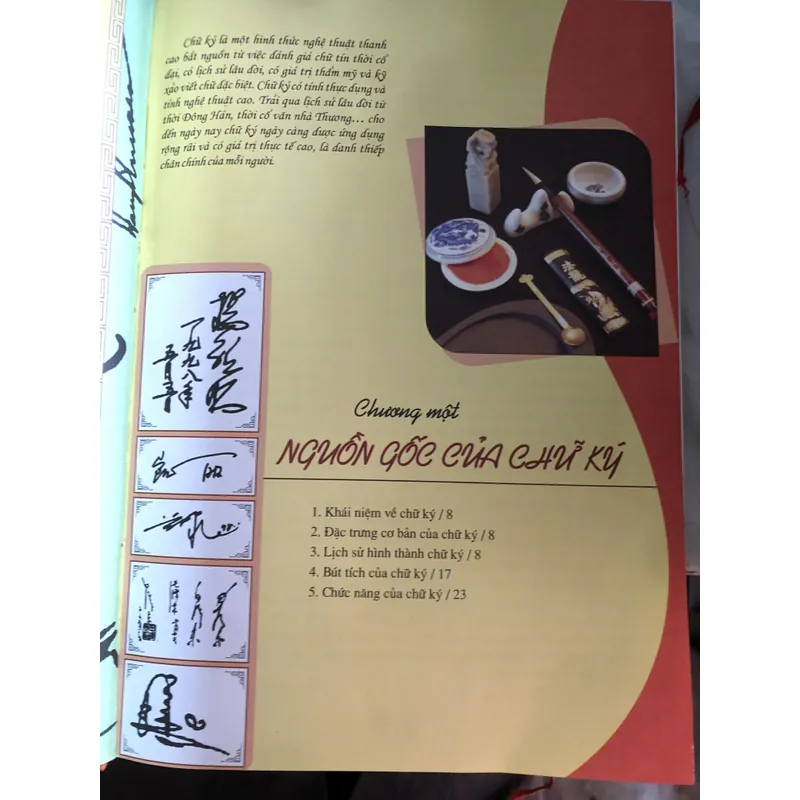 Chữ ký là một hình thức nghệ thuật thanh
cao bắt nguồn từ việc đánh giá chữ tín thời cổ
đại, có lịch sử lâu đời, có giá trị thẩm mỹ và kỹ
xảo viết chữ đặc biệt. Chữ ký có tính thực dụng và
tính nghệ thuật cao. Trải qua lịch sử lâu đời từ
thời Đông Hán, thời cổ văn nhà Thương... cho
đến ngày nay chữ ký ngày càng được ứng dụng
rộng rãi và có giá trị thực tế cao, là danh thiếp
chân chính của mỗi người.
一九九八年
Chương một
NGUỒN GỐC CỦA CHỮ KÝ
1. Khái niệm về chữ ký / 8
2. Đặc trưng cơ bản của chữ ký / 8
3. Lịch sử hình thành chữ ký / 8
4. Bút tích của chữ ký / 17
5. Chức năng của chữ ký / 23